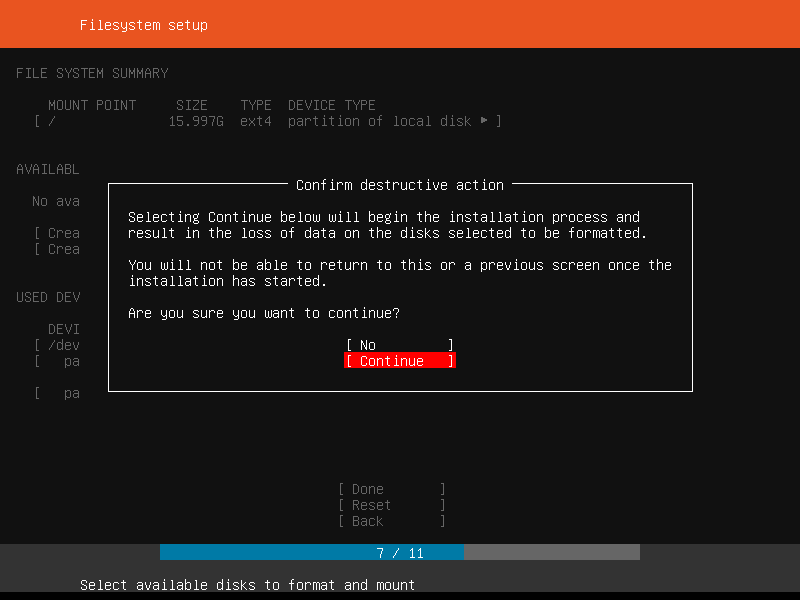 Filesystem setup
FILE SYSTEM SUMMARY
MOUNT POINT SIZE TYPE DEVICE TYPE
[ / 15.997G ext4 partition of local disk ▸ ]
AVAILABL
No ava
[ Crea
[ Crea
USED DEV
DEVI
[ /dev
[ pa
[ pa
Confirm destructive action
Selecting Continue below will begin the installation process and
result in the loss of data on the disks selected to be formatted.
You will not be able to return to this or a previous screen once the
installation has started.
Are you sure you want to continue?
[ No ]
[ Continue ]
[ Done ]
[ Reset ]
[ Back ]
7 / 11
Select available disks to format and mount